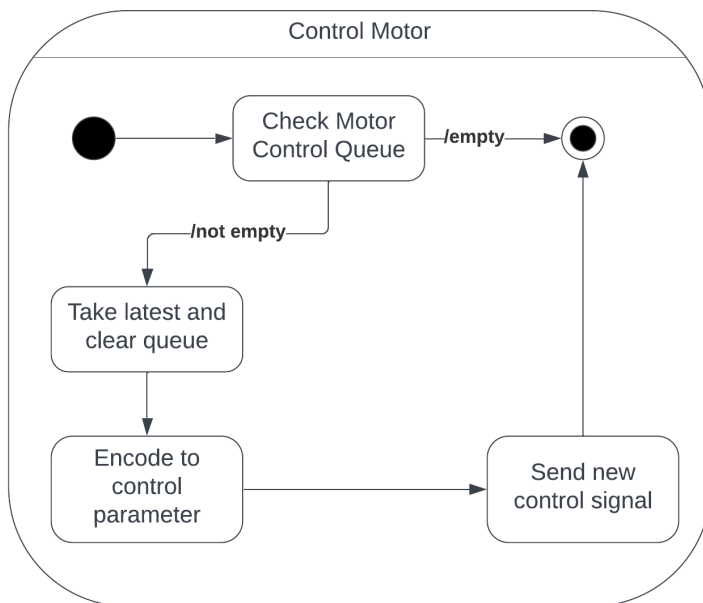 Control Motor
Check Motor
Control Queue
/empty
/not empty
Take latest and
clear queue
Encode to
control
parameter
Send new
control signal